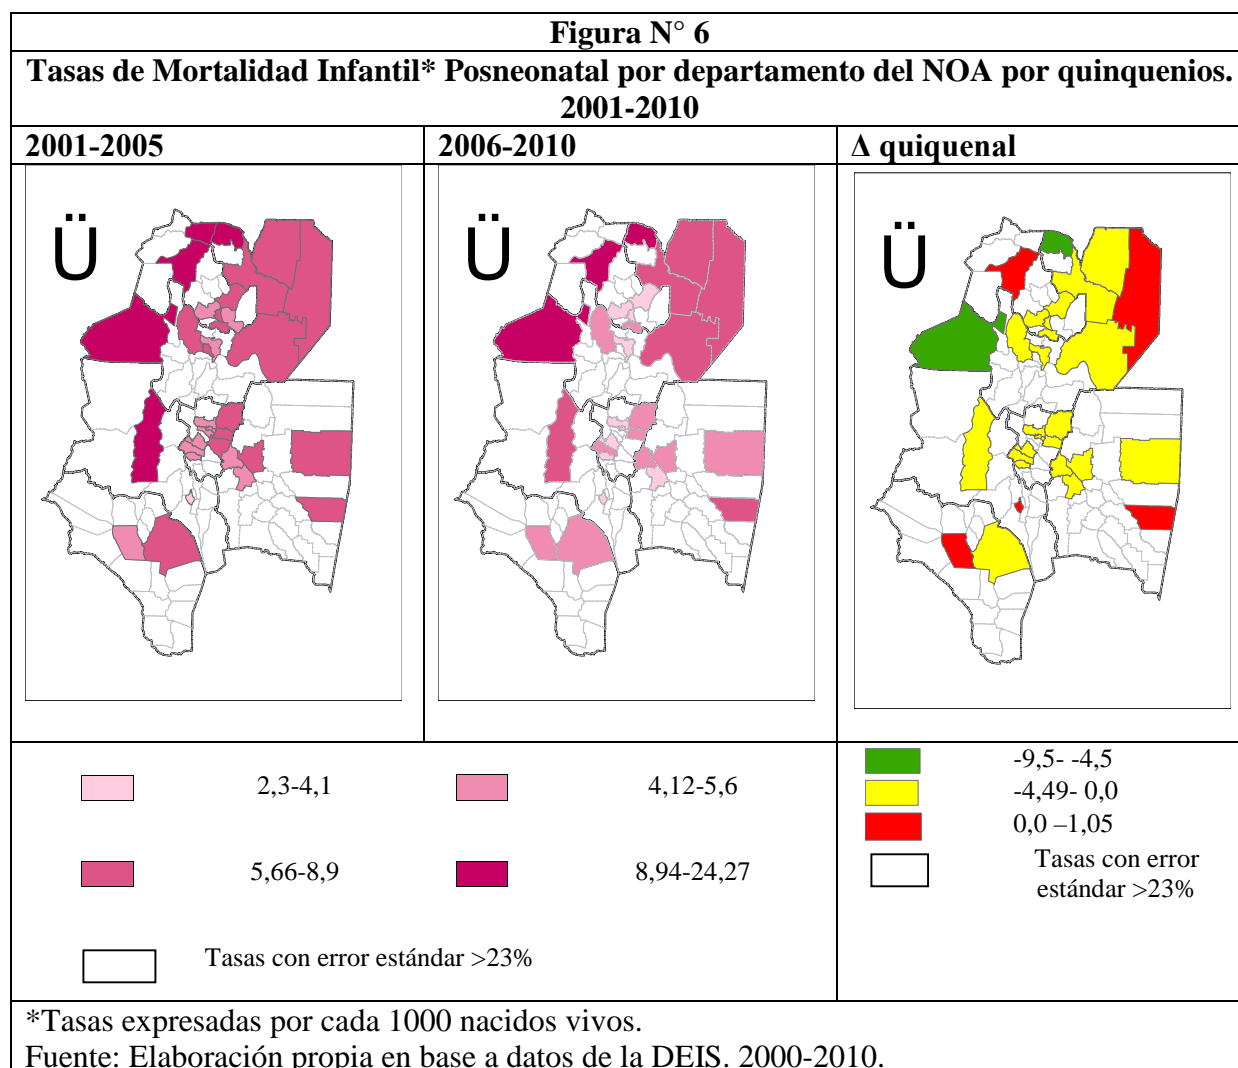 Figura N° 6
Tasas de Mortalidad Infantil* Posneonatal por departamento del NOA por quinquenios.
2001-2010
2001-2005
2006-2010
Δ quiquenal
Ü
Ü
Ü
2,3-4,1
4,12-5,6
5,66-8,9
8,94-24,27
Tasas con error estándar >23%
-9,5- -4,5
-4,49- 0,0
0,0 –1,05
Tasas con error
estándar >23%
*Tasas expresadas por cada 1000 nacidos vivos.
Fuente: Elaboración propia en base a datos de la DEIS. 2000-2010.